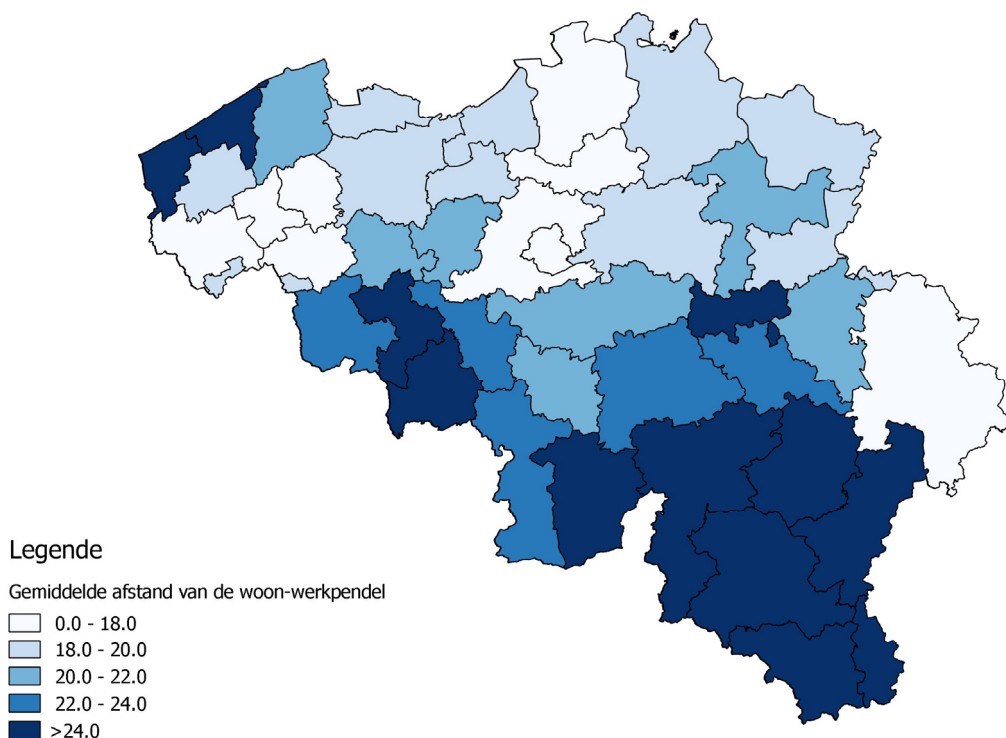 Legende
Gemiddelde afstand van de woon-werkpendel
0.0 - 18.0
18.0 - 20.0
20.0 - 22.0
22.0 - 24.0
>24.0